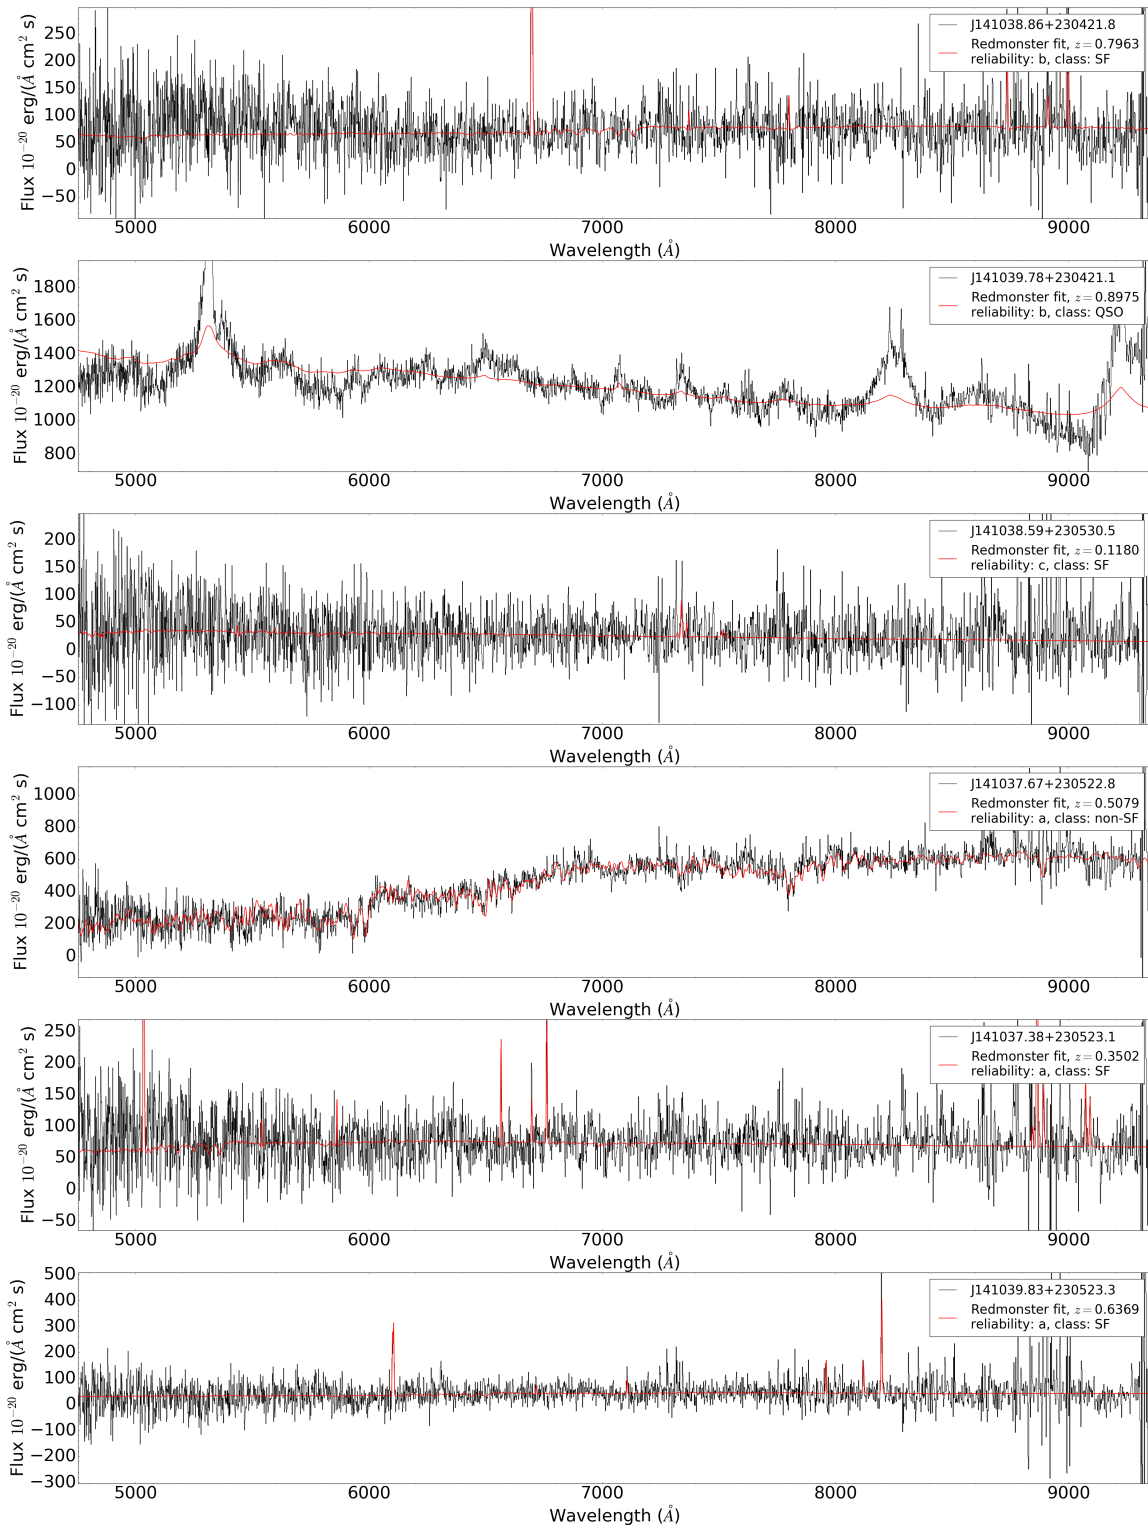 J141038.86+230421.8
Redmonster fit, z = 0.7963
reliability: b, class: SF
Flux 10⁻²⁰ erg/(Å cm² s)
250
200
150
100
50
0
−50
5000 6000 7000 8000 9000
Wavelength (Å)
J141039.78+230421.1
Redmonster fit, z = 0.8975
reliability: b, class: QSO
Flux 10⁻²⁰ erg/(Å cm² s)
1800
1600
1400
1200
1000
800
5000 6000 7000 8000 9000
Wavelength (Å)
J141038.59+230530.5
Redmonster fit, z = 0.1180
reliability: c, class: SF
Flux 10⁻²⁰ erg/(Å cm² s)
200
150
100
50
0
−50
−100
5000 6000 7000 8000 9000
Wavelength (Å)
J141037.67+230522.8
Redmonster fit, z = 0.5079
reliability: a, class: non-SF
Flux 10⁻²⁰ erg/(Å cm² s)
1000
800
600
400
200
0
5000 6000 7000 8000 9000
Wavelength (Å)
J141037.38+230523.1
Redmonster fit, z = 0.3502
reliability: a, class: SF
Flux 10⁻²⁰ erg/(Å cm² s)
250
200
150
100
50
0
−50
5000 6000 7000 8000 9000
Wavelength (Å)
J141039.83+230523.3
Redmonster fit, z = 0.6369
reliability: a, class: SF
Flux 10⁻²⁰ erg/(Å cm² s)
500
400
300
200
100
0
−100
−200
−300
5000 6000 7000 8000 9000
Wavelength (Å)